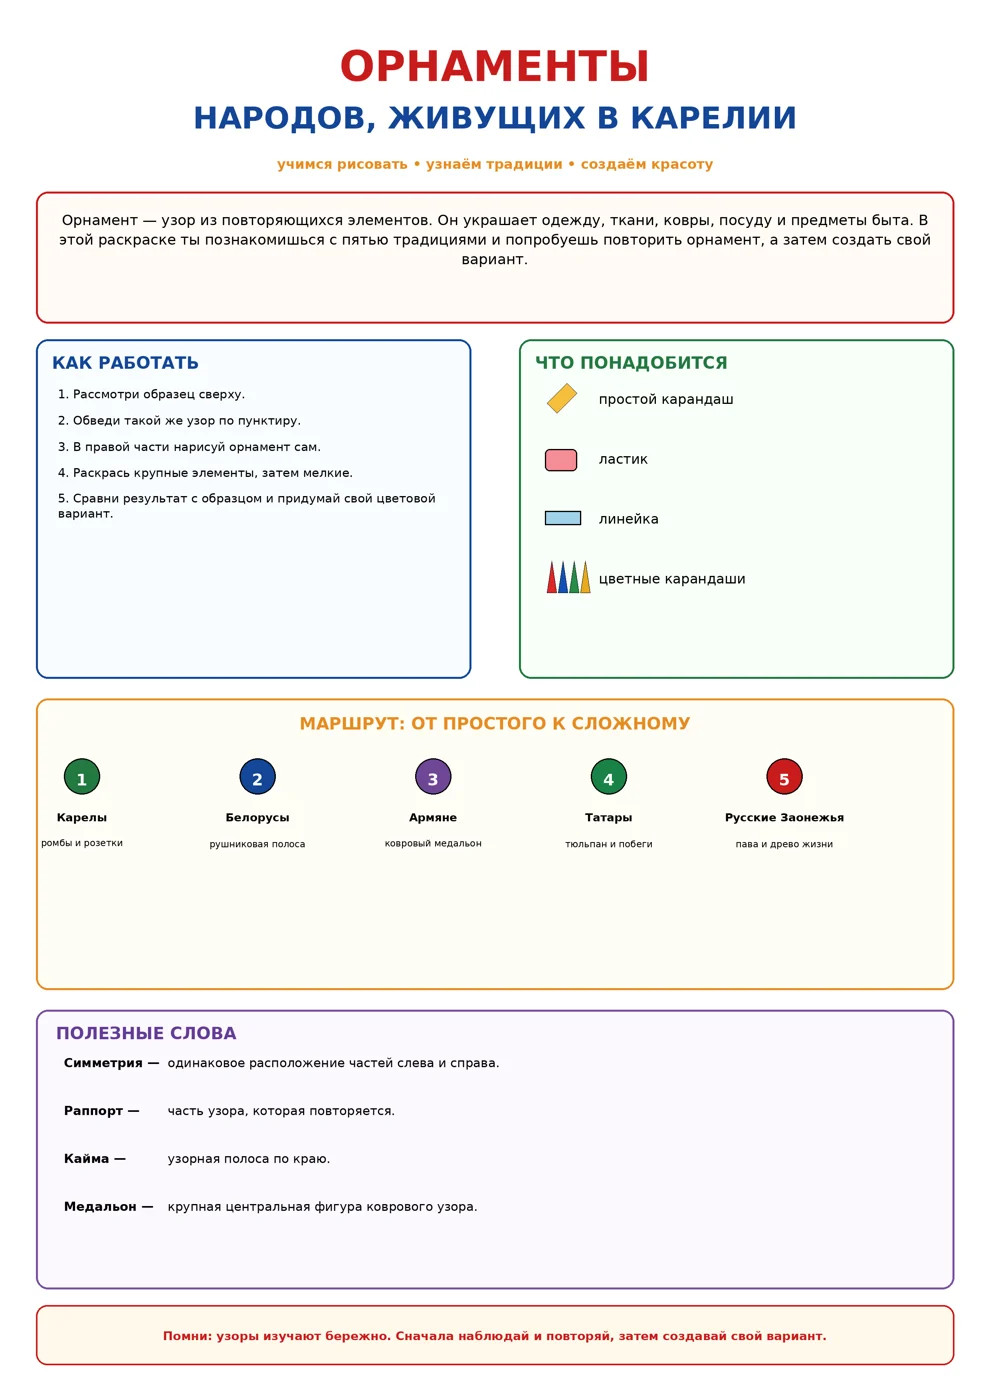 ОРНАМЕНТЫ
НАРОДОВ, ЖИВУЩИХ В КАРЕЛИИ
учимся рисовать • узнаём традиции • создаём красоту
Орнамент — узор из повторяющихся элементов. Он украшает одежду, ткани, ковры, посуду и предметы быта. В
этой раскраске ты познакомишься с пятью традициями и попробуешь повторить орнамент, а затем создать свой
вариант.
КАК РАБОТАТЬ
1. Рассмотри образец сверху.
2. Обведи такой же узор по пунктиру.
3. В правой части нарисуй орнамент сам.
4. Раскрась крупные элементы, затем мелкие.
5. Сравни результат с образцом и придумай свой цветовой
вариант.
ЧТО ПОНАДОБИТСЯ
простой карандаш
ластик
линейка
цветные карандаши
МАРШРУТ: ОТ ПРОСТОГО К СЛОЖНОМУ
1 2 3 4 5
Карелы Белорусы Армяне Татары Русские Заонежья
ромбы и розетки рушниковая полоса ковровый медальон тюльпан и побеги пава и древо жизни
ПОЛЕЗНЫЕ СЛОВА
Симметрия — одинаковое расположение частей слева и справа.
Раппорт — часть узора, которая повторяется.
Кайма — узорная полоса по краю.
Медальон — крупная центральная фигура коврового узора.
Помни: узоры изучают бережно. Сначала наблюдай и повторяй, затем создавай свой вариант.